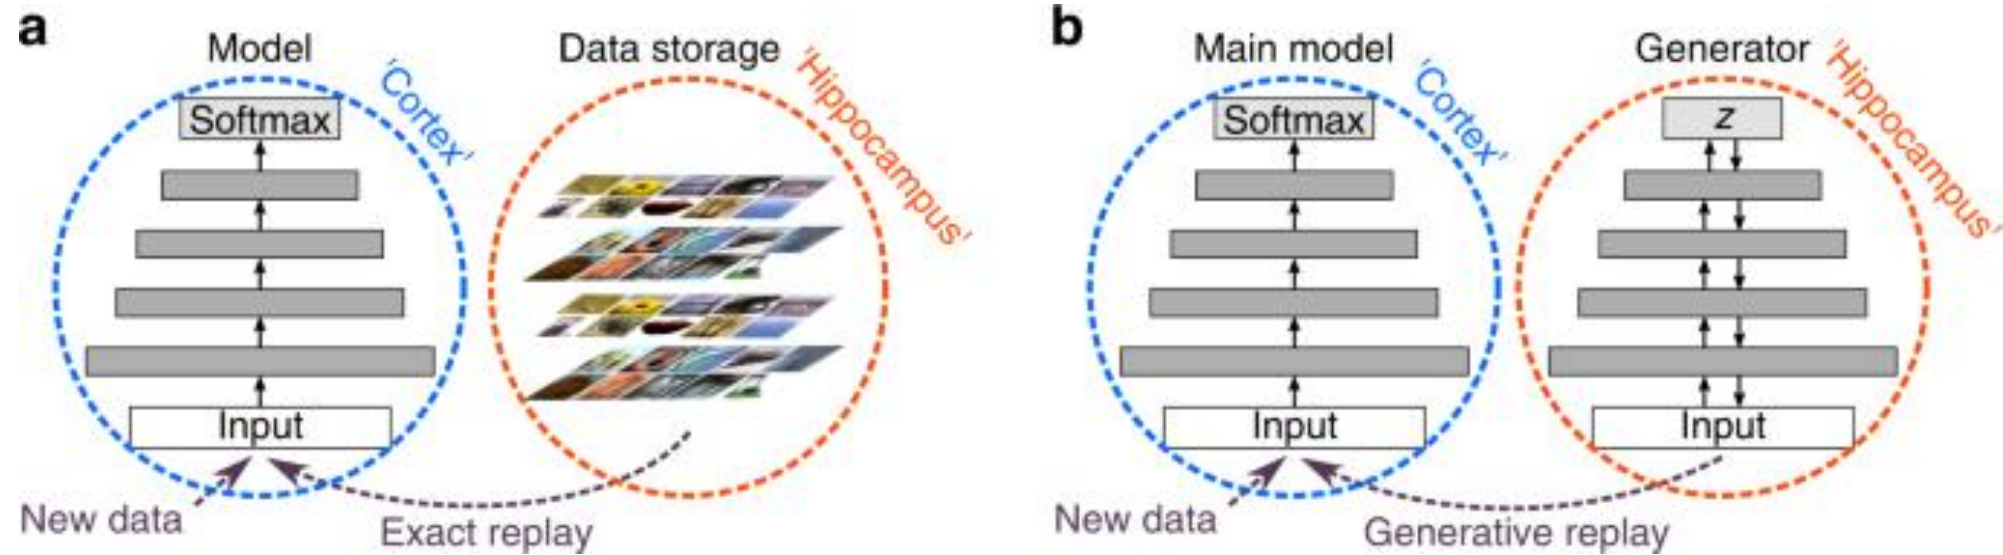 a
Model
'Cortex'
Softmax
Input
New data
Data storage
'Hippocampus'
Exact replay
b
Main model
'Cortex'
Softmax
Input
New data
Generator
'Hippocampus'
z
Input
Generative replay